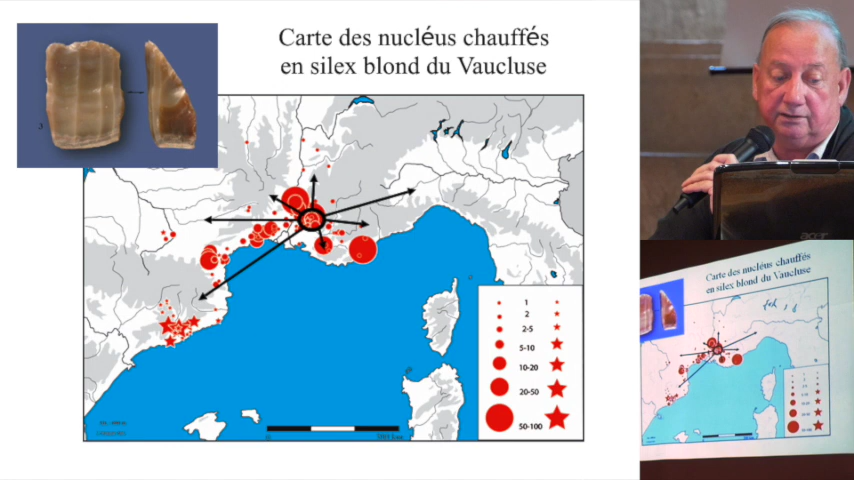 Carte des nucléus chauffés
en silex blond du Vaucluse
3
1
2
2-5
5-10
10-20
20-50
50-100
acer
Carte des nucléus chauffés
en silex blond du Vaucluse